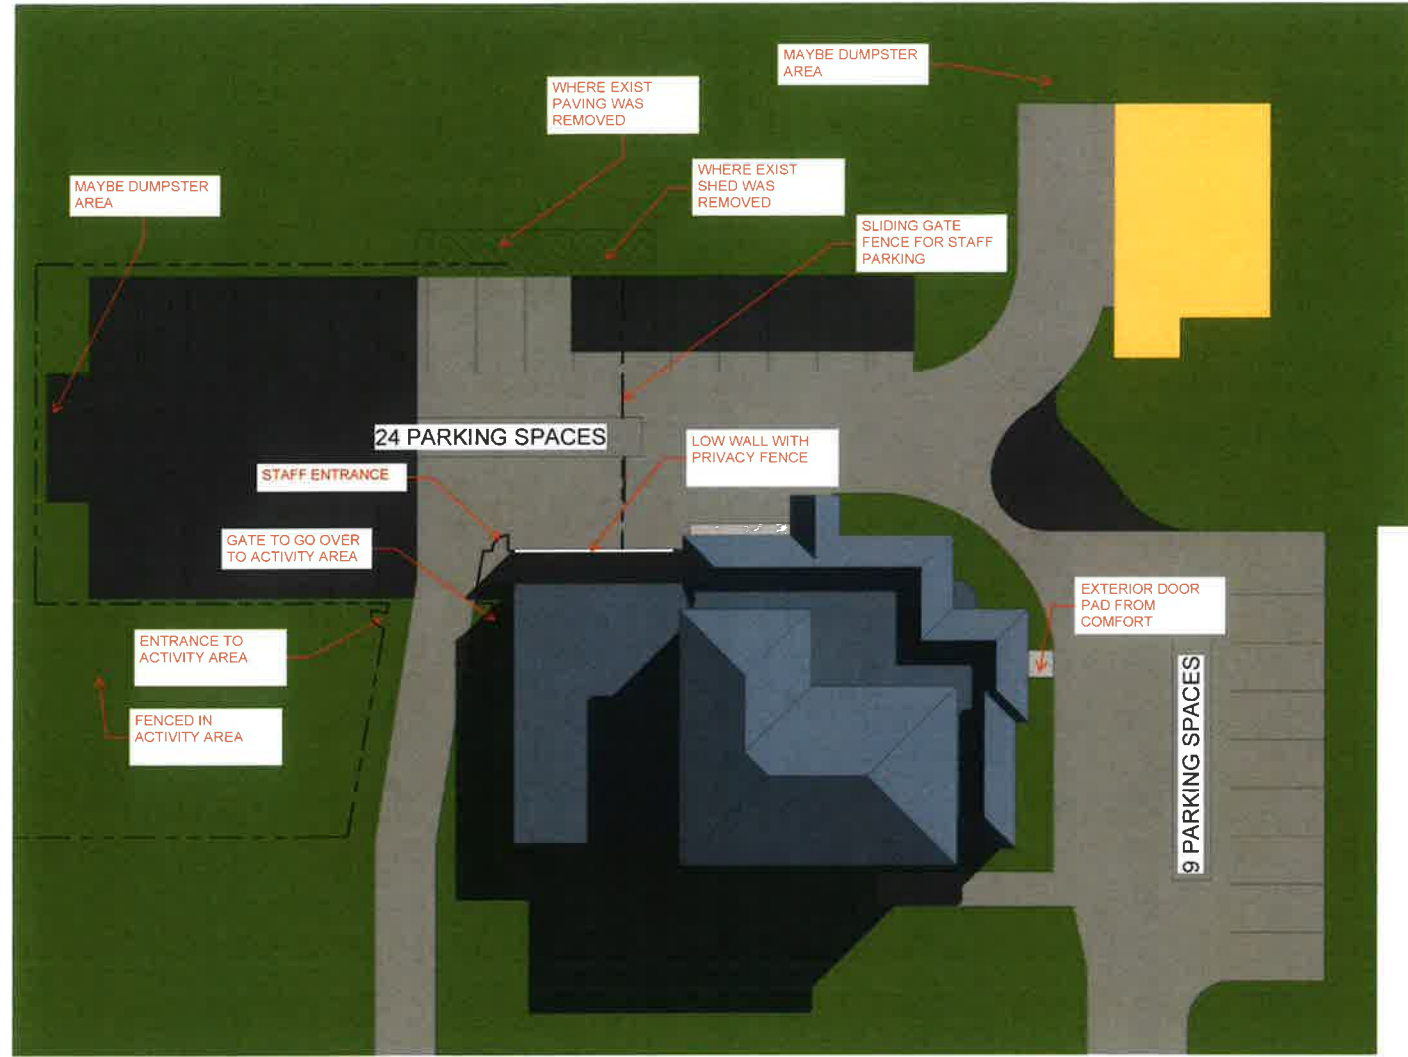 MAYBE DUMPSTER
AREA
WHERE EXIST
PAVING WAS
REMOVED
WHERE EXIST
SHED WAS
REMOVED
MAYBE DUMPSTER
AREA
SLIDING GATE
FENCE FOR STAFF
PARKING
24 PARKING SPACES
LOW WALL WITH
PRIVACY FENCE
STAFF ENTRANCE
GATE TO GO OVER
TO ACTIVITY AREA
EXTERIOR DOOR
PAD FROM
COMFORT
ENTRANCE TO
ACTIVITY AREA
FENCED IN
ACTIVITY AREA
9 PARKING SPACES